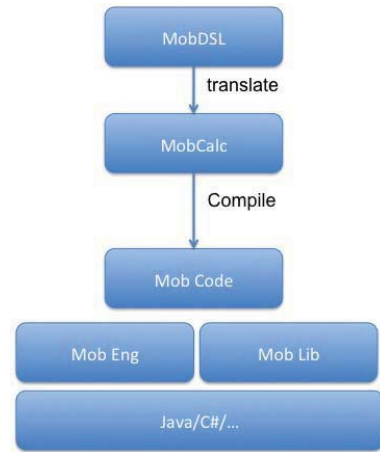 MobDSL
translate
MobCalc
Compile
Mob Code
Mob Eng
Mob Lib
Java/C#/...